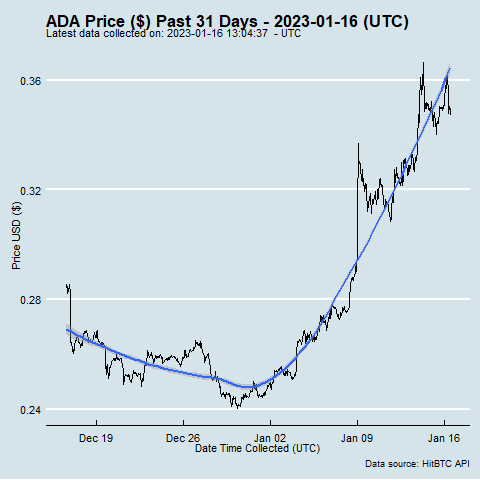 ADA Price ($) Past 31 Days - 2023-01-16 (UTC)
Latest data collected on: 2023-01-16 13:04:37  - UTC
Price USD ($)
0.36
0.32
0.28
0.24
Dec 19
Dec 26
Jan 02
Jan 09
Jan 16
Date Time Collected (UTC)
Data source: HitBTC API